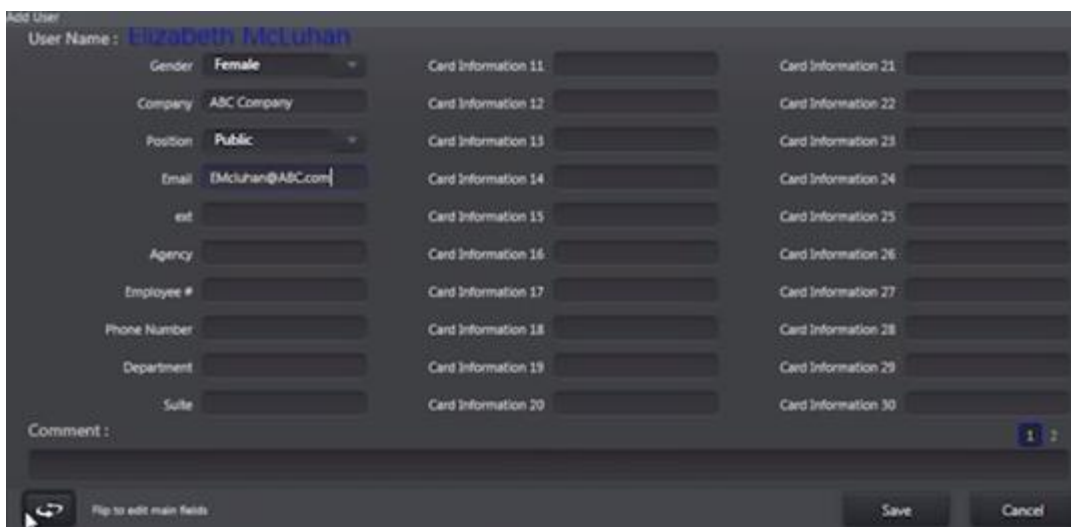 Add User
User Name : Elizabeth McLuhan
Gender Female Card Information 11 Card Information 21
Company ABC Company Card Information 12 Card Information 22
Position Public Card Information 13 Card Information 23
Email EMcluhan@ABC.com Card Information 14 Card Information 24
ext Card Information 15 Card Information 25
Agency Card Information 16 Card Information 26
Employee # Card Information 17 Card Information 27
Phone Number Card Information 18 Card Information 28
Department Card Information 19 Card Information 29
Suite Card Information 20 Card Information 30
Comment :
1 2
Flip to edit main fields Save Cancel